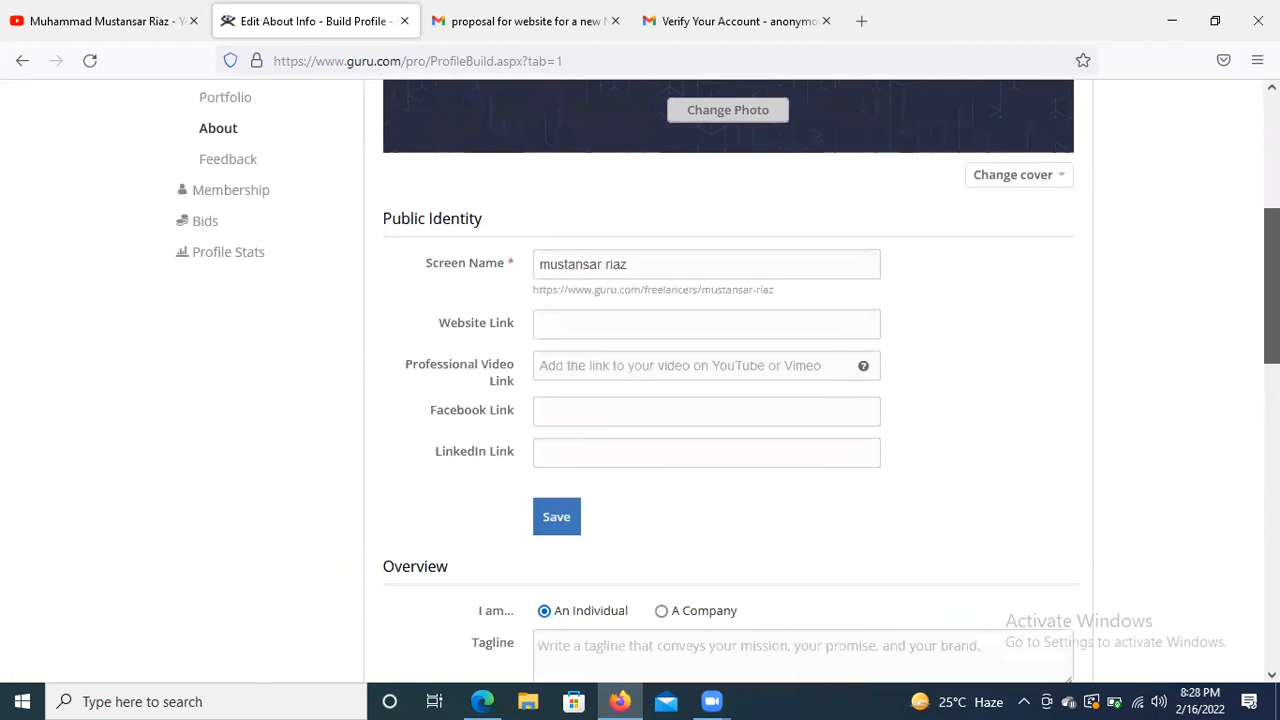 Muhammad Mustansar Riaz - Yo
Edit About Info - Build Profile -
proposal for website for a new M
Verify Your Account - anonymo
https://www.guru.com/pro/ProfileBuild.aspx?tab=1
Portfolio
Change Photo
About
Feedback
Change cover
Membership
Public Identity
Bids
Profile Stats
Screen Name *
mustansar riaz
https://www.guru.com/freelancers/mustansar-riaz
Website Link
Professional Video
Link
Add the link to your video on YouTube or Vimeo
Facebook Link
LinkedIn Link
Save
Overview
I am...
An Individual
A Company
Tagline
Write a tagline that conveys your mission, your promise, and your brand.
Activate Windows
Go to Settings to activate Windows.
Type here to search
25°C Haze
8:28 PM
2/16/2022